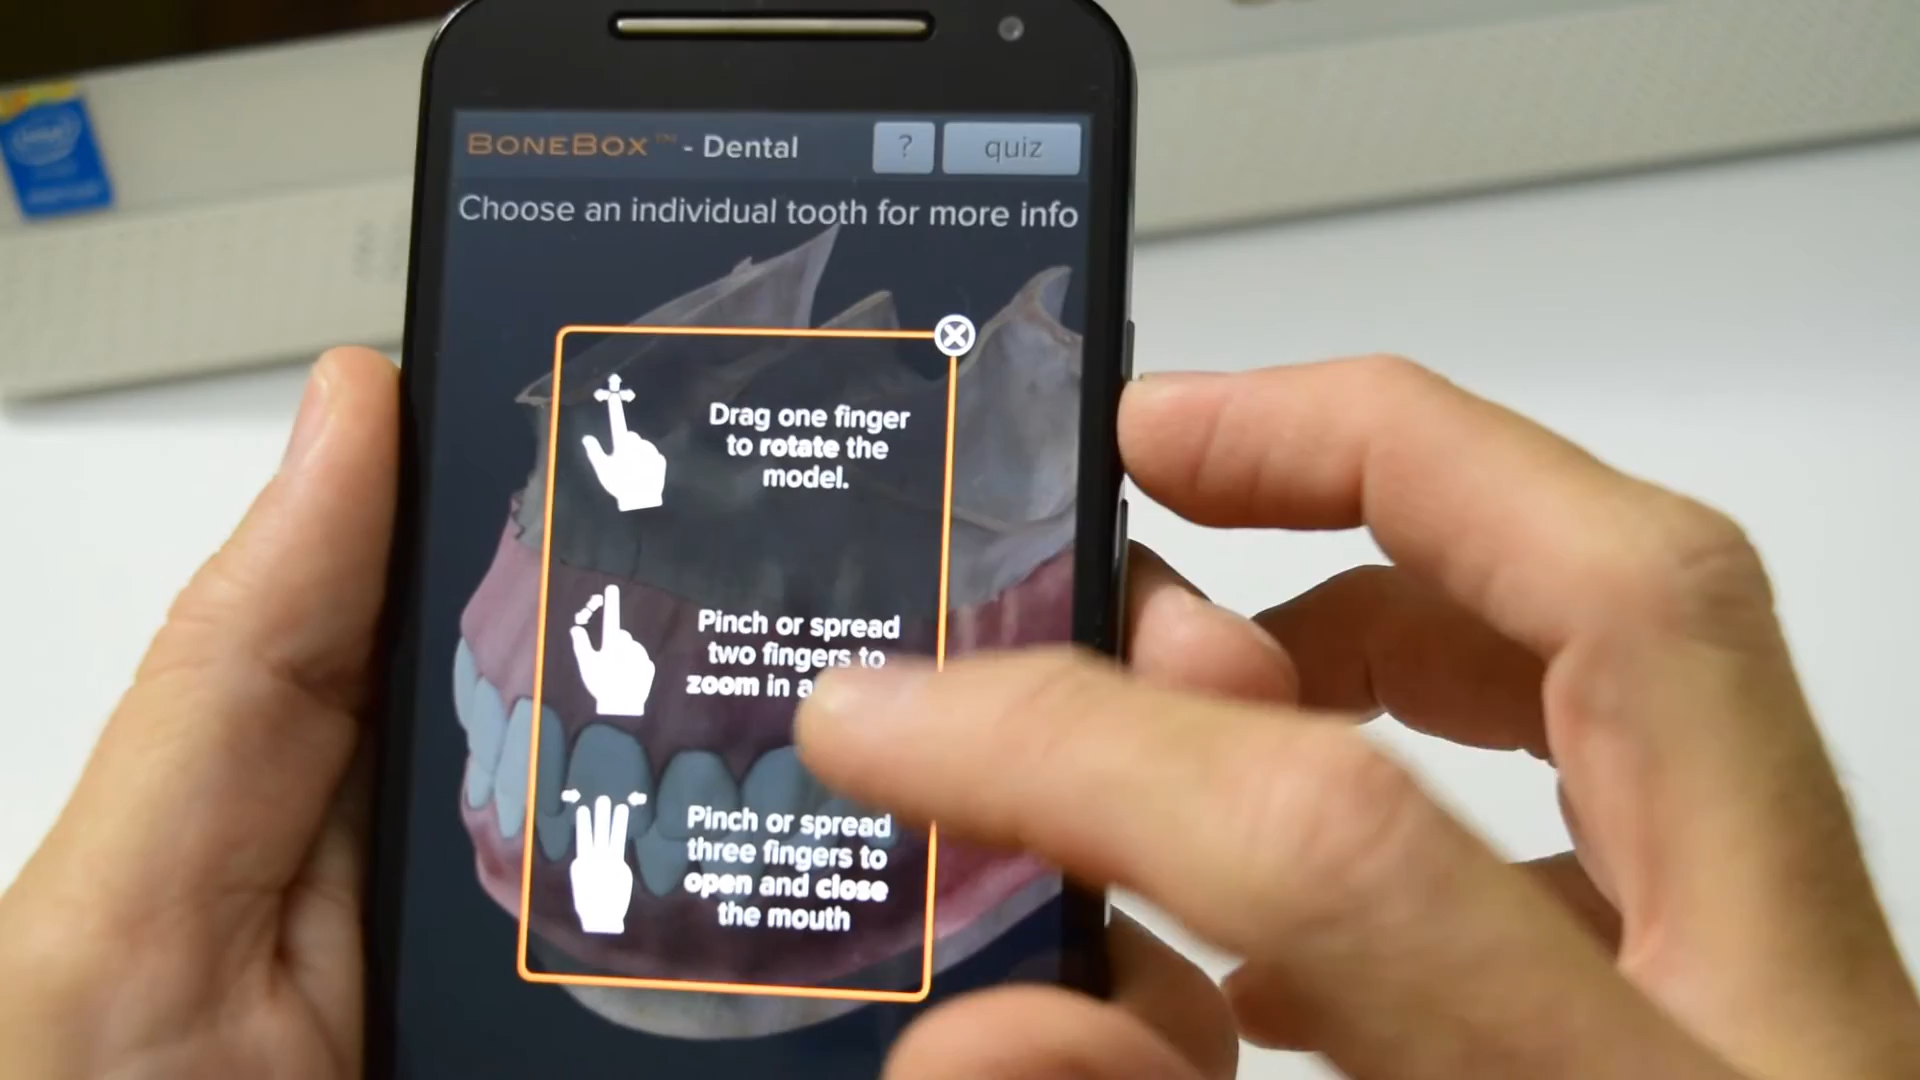 BONEBOX™ - Dental
?
quiz
Choose an individual tooth for more info
Drag one finger
to rotate the
model.
Pinch or spread
two fingers to
zoom in
Pinch or spread
three fingers to
open and close
the mouth